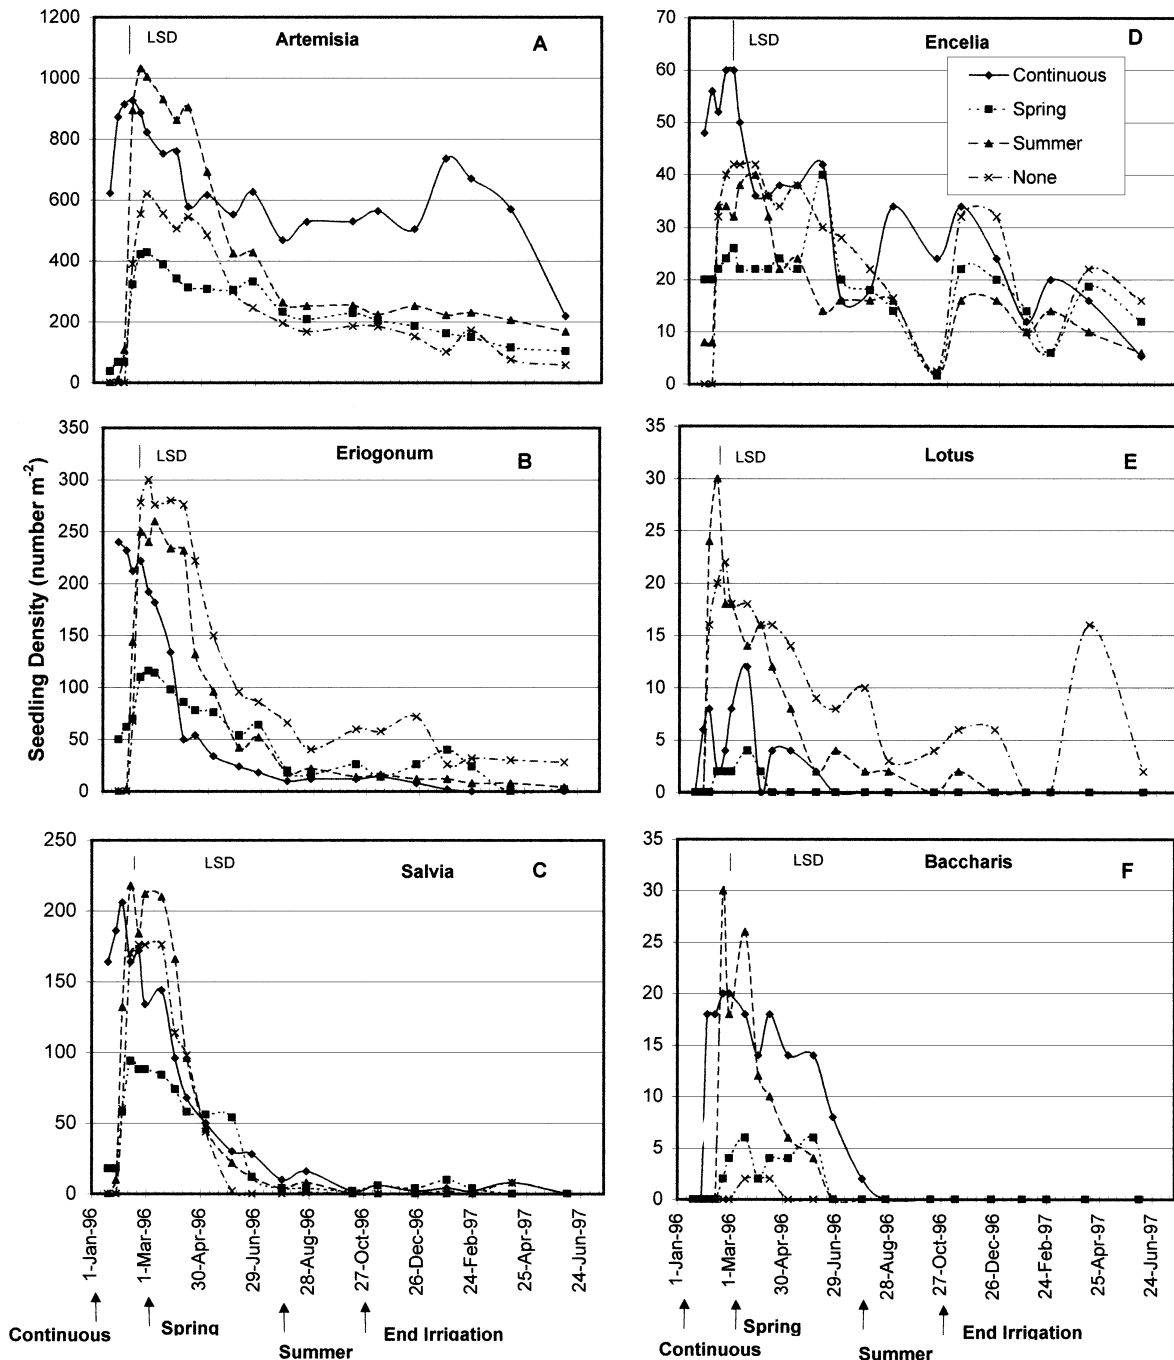 Seedling Density (number m-2)
1200
1000
800
600
400
200
0
LSD
Artemisia
A
70
60
50
40
30
20
10
0
LSD
Encelia
D
Continuous
Spring
Summer
None
350
300
250
200
150
100
50
0
LSD
Eriogonum
B
35
30
25
20
15
10
5
0
LSD
Lotus
E
250
200
150
100
50
0
LSD
Salvia
C
1-Jan-96
1-Mar-96
30-Apr-96
29-Jun-96
28-Aug-96
27-Oct-96
26-Dec-96
24-Feb-97
25-Apr-97
24-Jun-97
Continuous
Spring
Summer
End Irrigation
35
30
25
20
15
10
5
0
LSD
Baccharis
F
1-Jan-96
1-Mar-96
30-Apr-96
29-Jun-96
28-Aug-96
27-Oct-96
26-Dec-96
24-Feb-97
25-Apr-97
24-Jun-97
Continuous
Spring
Summer
End Irrigation